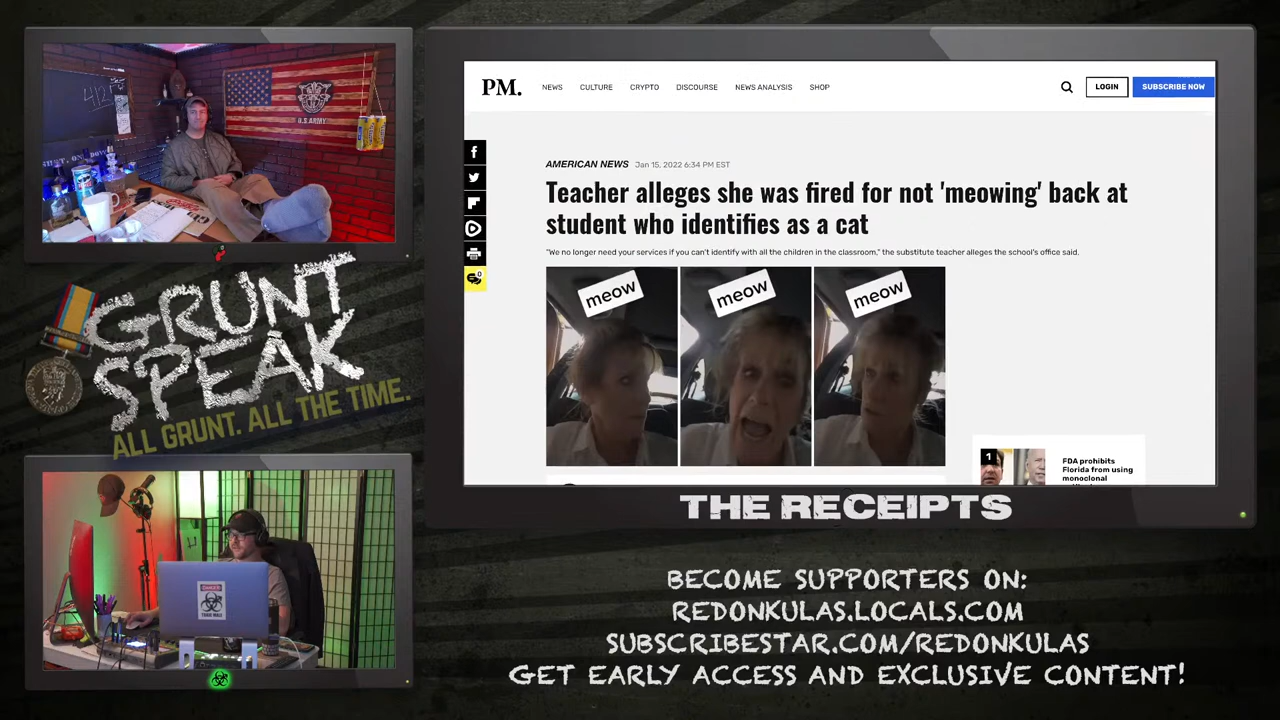 412
U.S. ARMY
GRUNT
SPEAK
ALL GRUNT. ALL THE TIME.
DANGER
PM.
NEWS
CULTURE
CRYPTO
DISCOURSE
NEWS ANALYSIS
SHOP
LOGIN
SUBSCRIBE NOW
0
AMERICAN NEWS Jan 15, 2022 6:34 PM EST
Teacher alleges she was fired for not 'meowing' back at
student who identifies as a cat
"We no longer need your services if you can't identify with all the children in the classroom," the substitute teacher alleges the school's office said.
meow
meow
meow
1
FDA prohibits
Florida from using
monoclonal
THE RECEIPTS
BECOME SUPPORTERS ON:
REDONKULAS.LOCALS.COM
SUBSCRIBESTAR.COM/REDONKULAS
GET EARLY ACCESS AND EXCLUSIVE CONTENT!